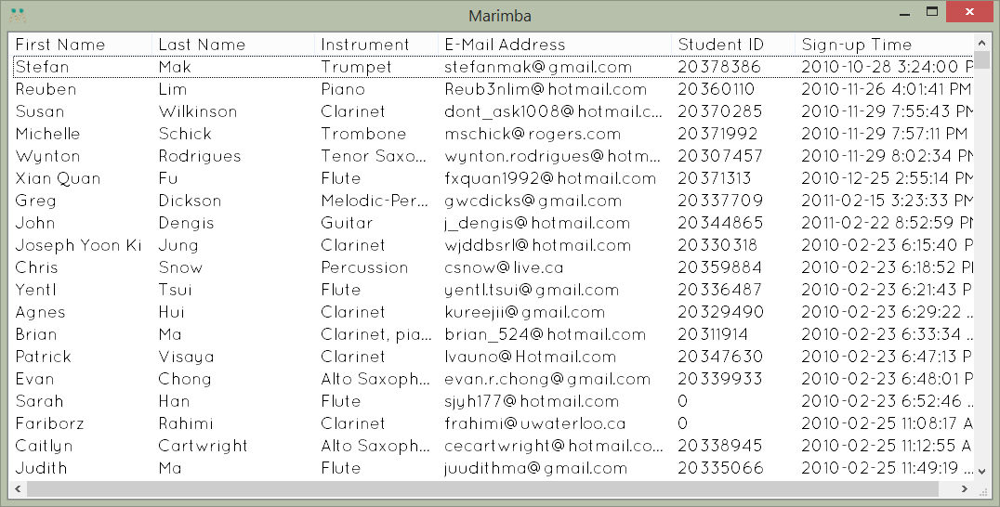 Marimba
First Name Last Name Instrument E-Mail Address Student ID Sign-up Time
Stefan Mak Trumpet stefanmak@gmail.com 20378386 2010-10-28 3:24:00 P
Reuben Lim Piano Reub3nlim@hotmail.com 20360110 2010-11-26 4:01:41 PM
Susan Wilkinson Clarinet dont_ask1008@hotmail.c... 20370285 2010-11-29 7:55:43 PM
Michelle Schick Trombone mschick@rogers.com 20371992 2010-11-29 7:57:11 PM
Wynton Rodrigues Tenor Saxo... wynton.rodrigues@hotm... 20307457 2010-11-29 8:02:34 PM
Xian Quan Fu Flute fxquan1992@hotmail.com 20371313 2010-12-25 2:55:14 PM
Greg Dickson Melodic-Per... gwcdicks@gmail.com 20337709 2011-02-15 3:23:33 PM
John Dengis Guitar j_dengis@hotmail.com 20344865 2011-02-22 8:52:59 PM
Joseph Yoon Ki Jung Clarinet wjddbsrl@hotmail.com 20330318 2010-02-23 6:15:40 P
Chris Snow Percussion csnow@live.ca 20359884 2010-02-23 6:18:52 P
Yentl Tsui Flute yentl.tsui@gmail.com 20336487 2010-02-23 6:21:43 P
Agnes Hui Clarinet kureejii@gmail.com 20329490 2010-02-23 6:29:22 ...
Brian Ma Clarinet, pia... brian_524@hotmail.com 20311914 2010-02-23 6:33:34 ...
Patrick Visaya Clarinet lvauno@Hotmail.com 20347630 2010-02-23 6:47:13 P
Evan Chong Alto Saxoph... evan.r.chong@gmail.com 20339933 2010-02-23 6:48:01 P
Sarah Han Flute sjyh177@hotmail.com 0 2010-02-23 6:52:46 ...
Fariborz Rahimi Clarinet frahimi@uwaterloo.ca 0 2010-02-25 11:08:17 A
Caitlyn Cartwright Alto Saxoph... cecartwright@hotmail.co... 20338945 2010-02-25 11:12:55 A
Judith Ma Flute juudithma@gmail.com 20335066 2010-02-25 11:49:19 ...